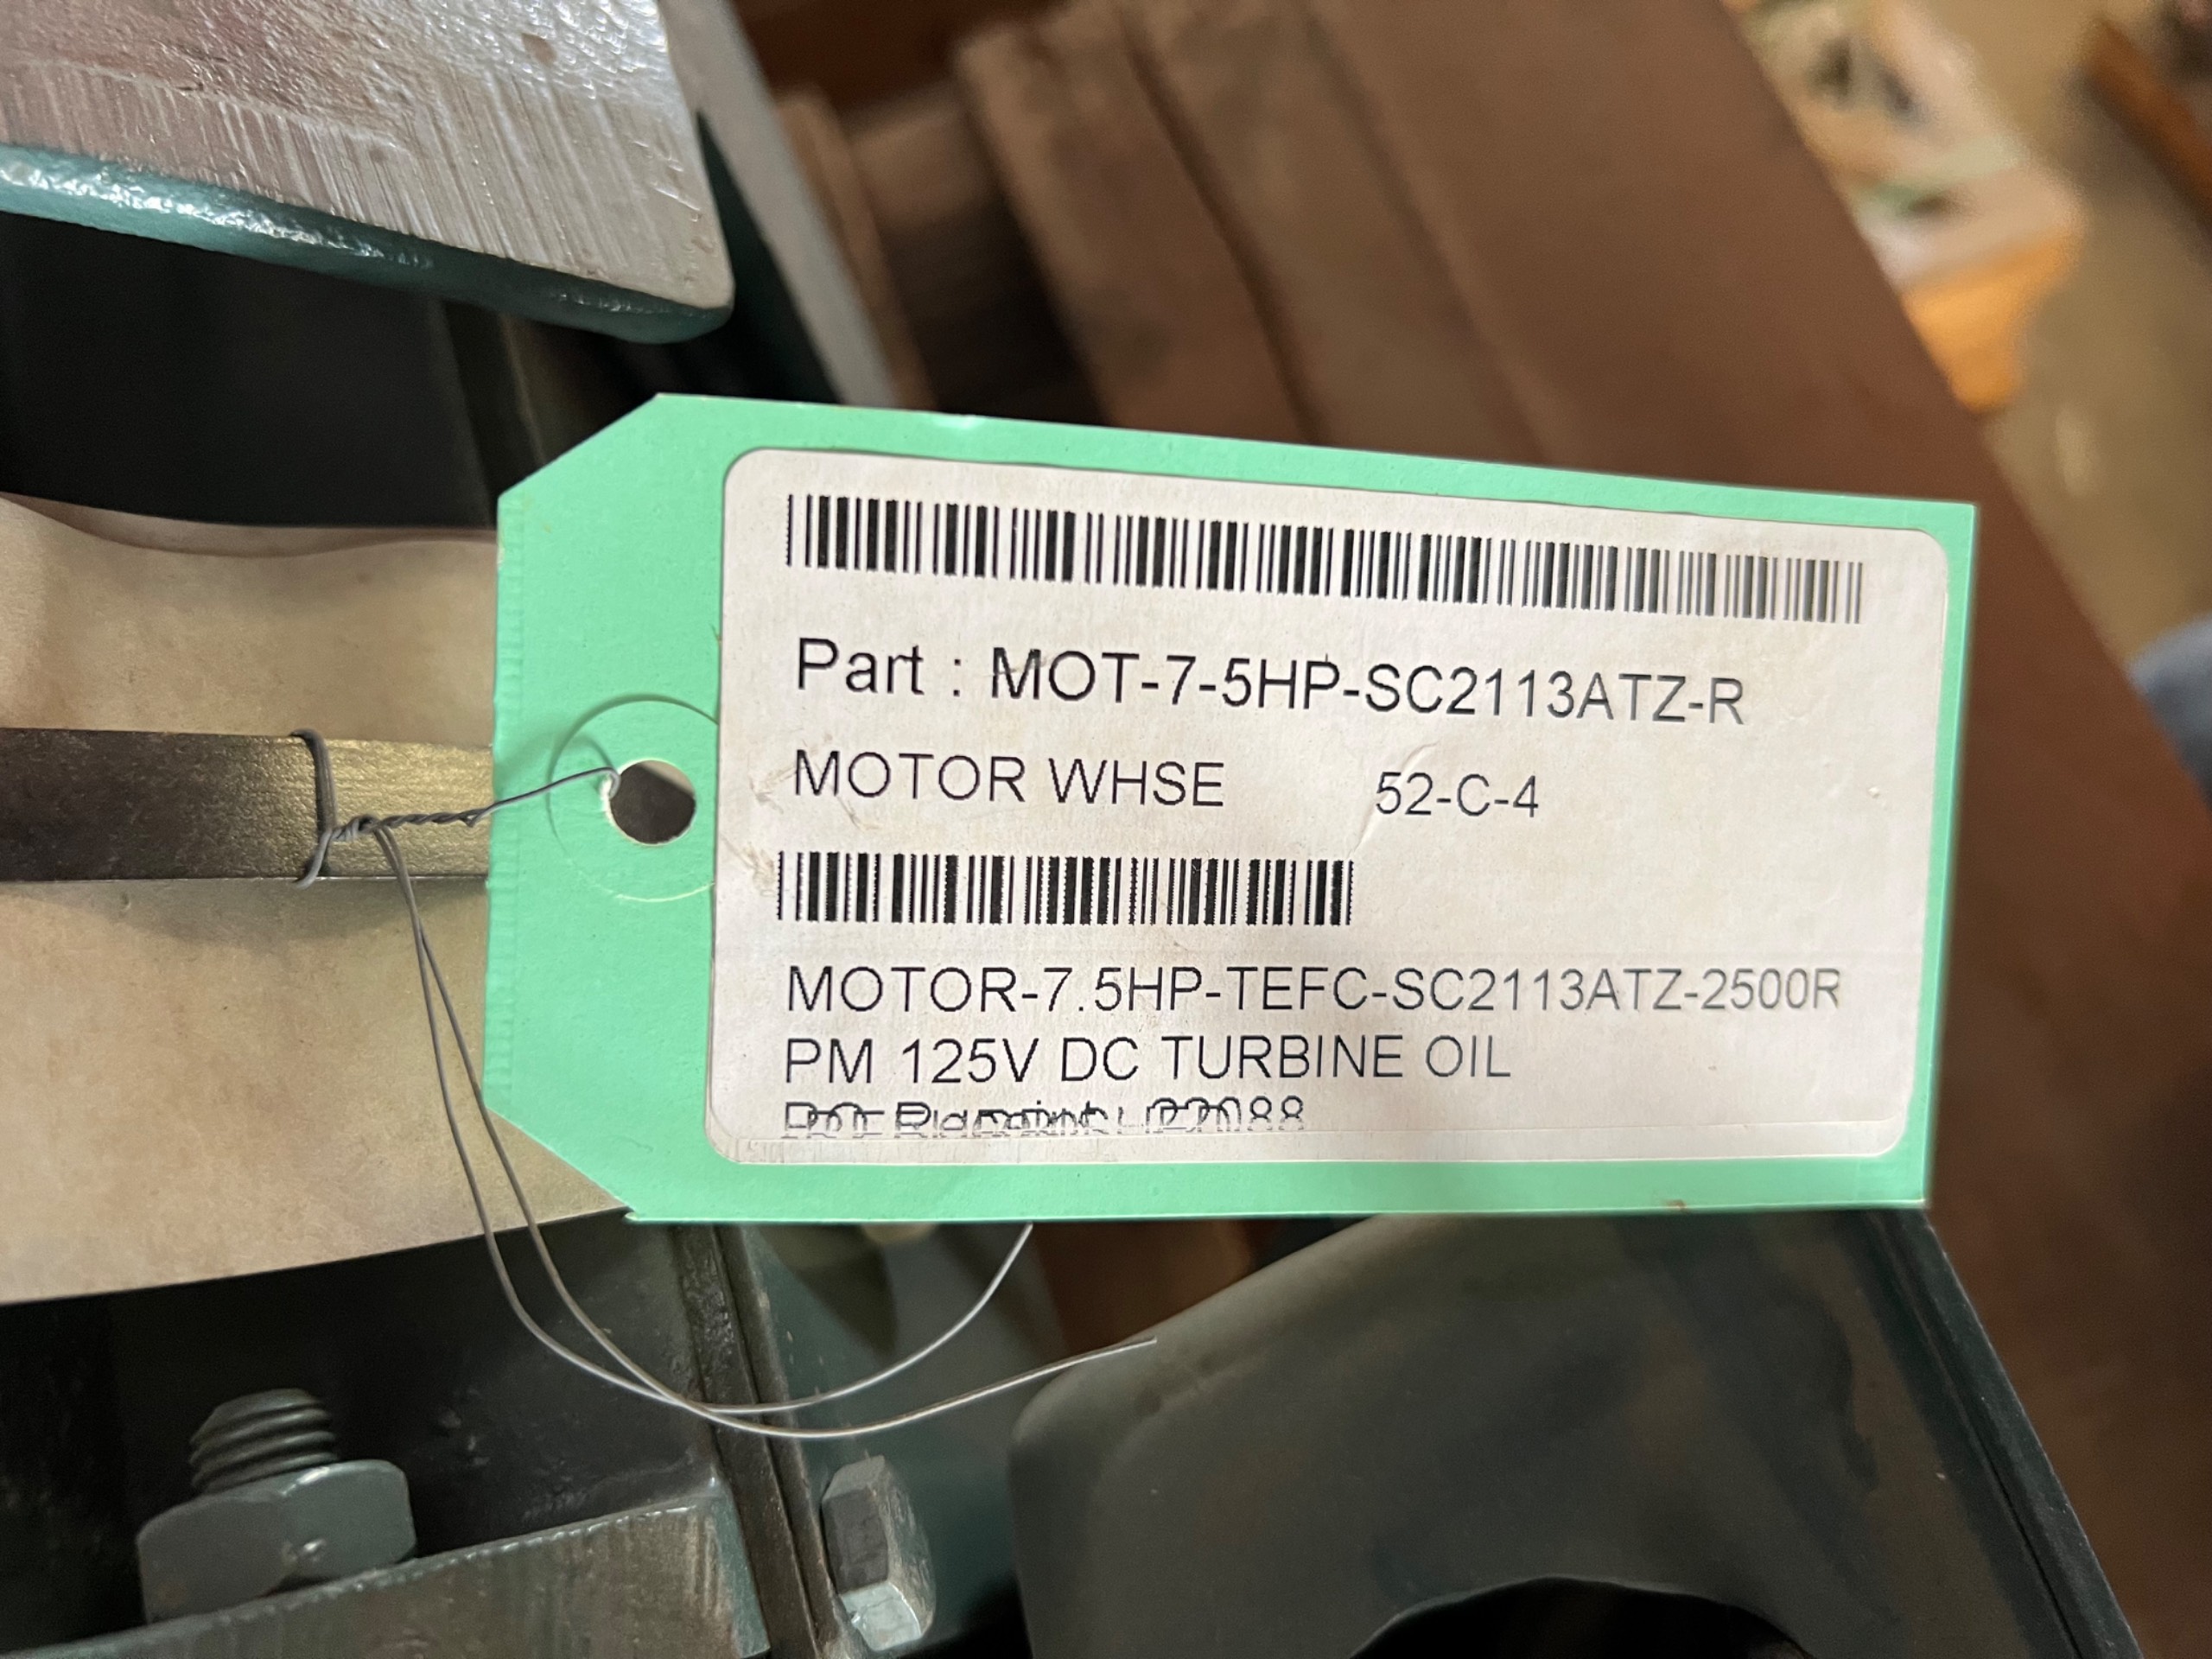 Part : MOT-7-5HP-SC2113ATZ-R
MOTOR WHSE 52-C-4
MOTOR-7.5HP-TEFC-SC2113ATZ-2500R
PM 125V DC TURBINE OIL